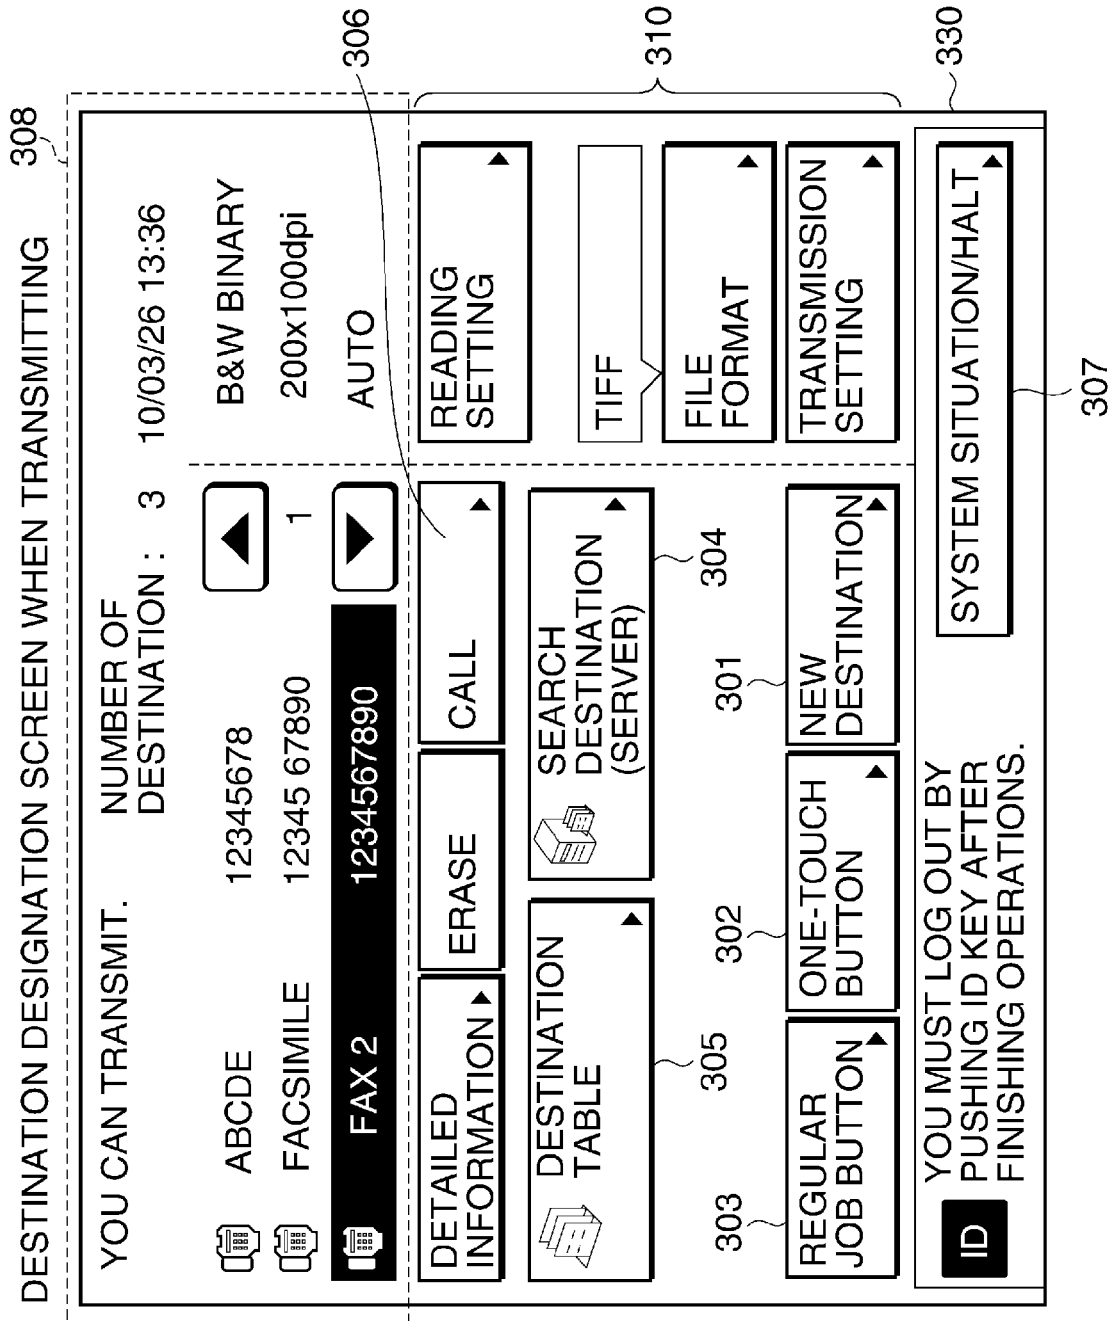 DESTINATION DESIGNATION SCREEN WHEN TRANSMITTING
308
YOU CAN TRANSMIT.
NUMBER OF
DESTINATION : 3
10/03/26 13:36
ABCDE 12345678
B&W BINARY
FACSIMILE 12345 67890
1
200x100dpi
FAX 2 1234567890
AUTO
306
DETAILED
INFORMATION
ERASE
CALL
READING
SETTING
DESTINATION
TABLE
SEARCH
DESTINATION
(SERVER)
TIFF
310
305
304
FILE
FORMAT
303
302
301
REGULAR
JOB BUTTON
ONE-TOUCH
BUTTON
NEW
DESTINATION
TRANSMISSION
SETTING
330
ID
YOU MUST LOG OUT BY
PUSHING ID KEY AFTER
FINISHING OPERATIONS.
SYSTEM SITUATION/HALT
307